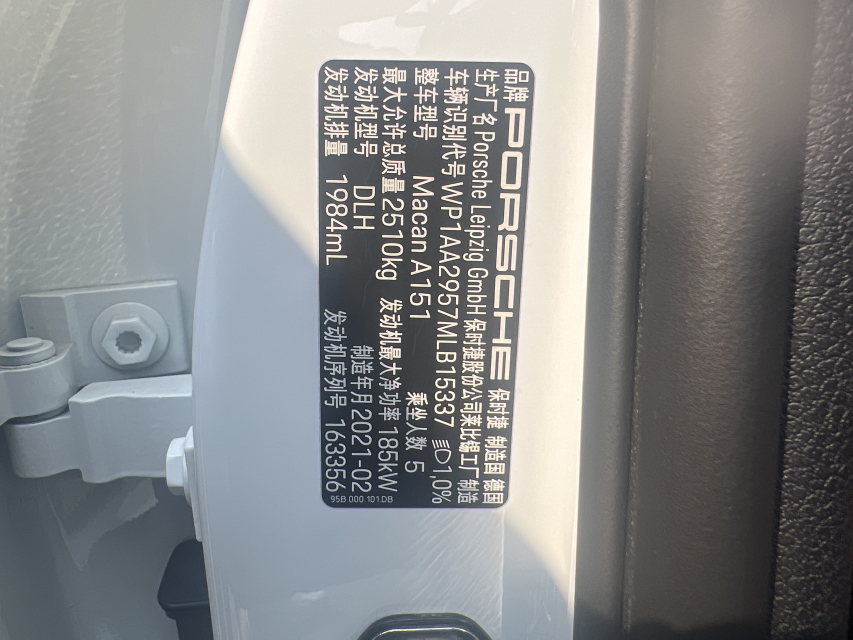 品牌 PORSCHE 保时捷 制造国 德国
生产厂名 Porsche Leipzig GmbH 保时捷股份公司莱比锡工厂制造
车辆识别代号 WP1AA2957MLB15337 1,0%
整车型号 Macan A151 乘坐人数 5
最大允许总质量 2510kg 发动机最大净功率 185kW
发动机型号 DLH 制造年月 2021-02
发动机排量 1984mL 发动机序列号 163356
95B.000.101.DB